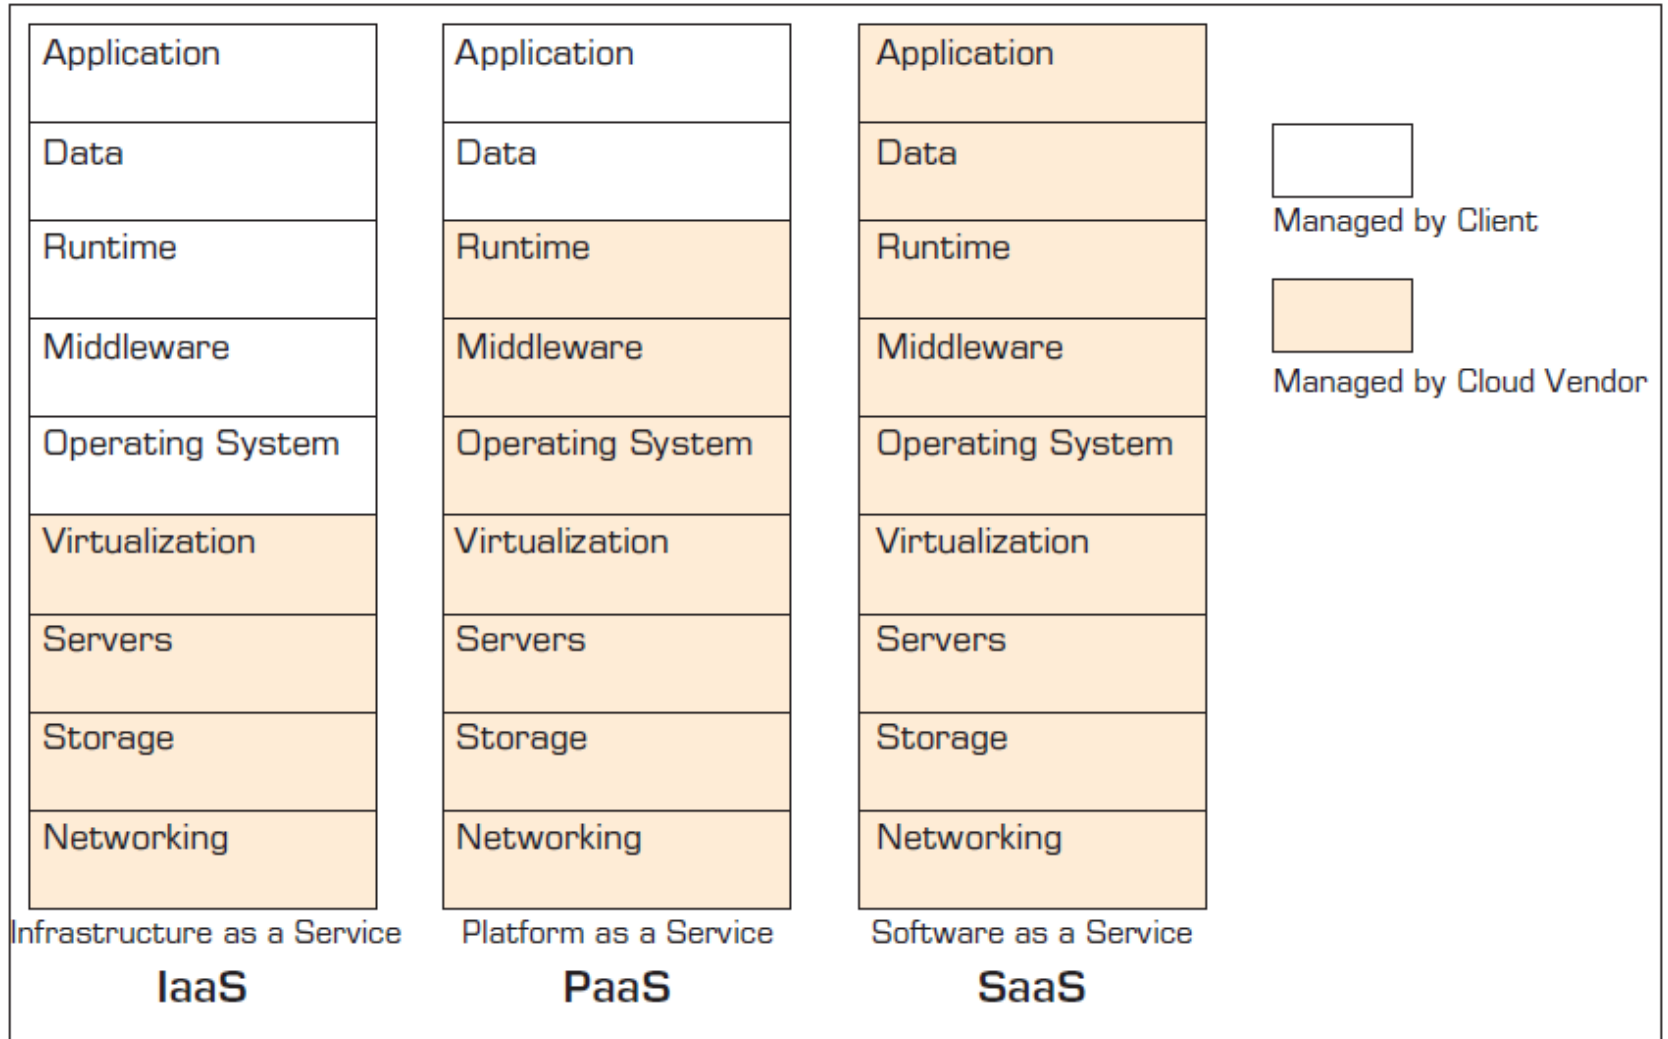 Application
Data
Runtime
Middleware
Operating System
Virtualization
Servers
Storage
Networking
Infrastructure as a Service
IaaS
Application
Data
Runtime
Middleware
Operating System
Virtualization
Servers
Storage
Networking
Platform as a Service
PaaS
Application
Data
Runtime
Middleware
Operating System
Virtualization
Servers
Storage
Networking
Software as a Service
SaaS
Managed by Client
Managed by Cloud Vendor